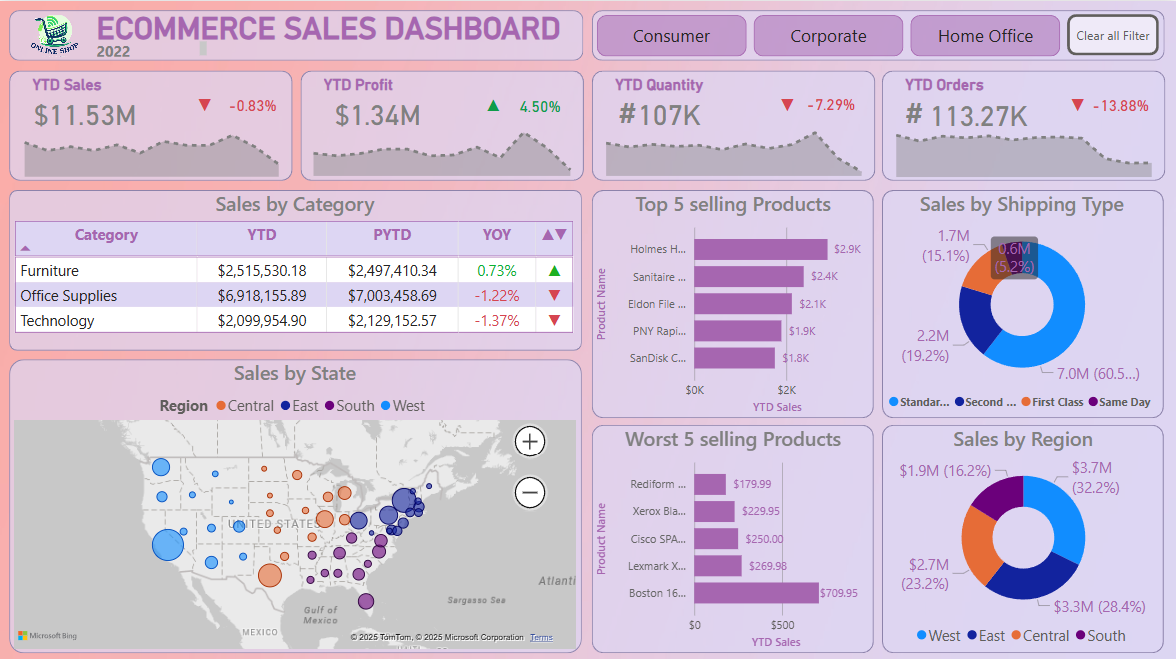 ONLINE SHOP
ECOMMERCE SALES DASHBOARD
2022
Consumer
Corporate
Home Office
Clear all Filter
YTD Sales
$11.53M
▼ -0.83%
YTD Profit
$1.34M
▲ 4.50%
YTD Quantity
#107K
▼ -7.29%
YTD Orders
# 113.27K
▼ -13.88%
Sales by Category
Category YTD PYTD YOY ▲▼
Furniture $2,515,530.18 $2,497,410.34 0.73% ▲
Office Supplies $6,918,155.89 $7,003,458.69 -1.22% ▼
Technology $2,099,954.90 $2,129,152.57 -1.37% ▼
Top 5 selling Products
Product Name
Holmes H... $2.9K
Sanitaire ... $2.4K
Eldon File ... $2.1K
PNY Rapi... $1.9K
SanDisk C... $1.8K
$0K $2K
YTD Sales
Sales by Shipping Type
1.7M
(15.1%)
0.6M
(5.2%)
2.2M
(19.2%)
7.0M (60.5...)
Standar... Second ... First Class Same Day
Sales by State
Region Central East South West
+
−
UNITED STATES
Atlanti
Sargasso Sea
Gulf of
Mexico
MEXICO
Microsoft Bing
© 2025 TomTom, © 2025 Microsoft Corporation Terms
Worst 5 selling Products
Product Name
Rediform ... $179.99
Xerox Bla... $229.95
Cisco SPA... $250.00
Lexmark X... $269.98
Boston 16... $709.95
$0 $500
YTD Sales
Sales by Region
$1.9M (16.2%)
$3.7M
(32.2%)
$2.7M
(23.2%)
$3.3M (28.4%)
West East Central South